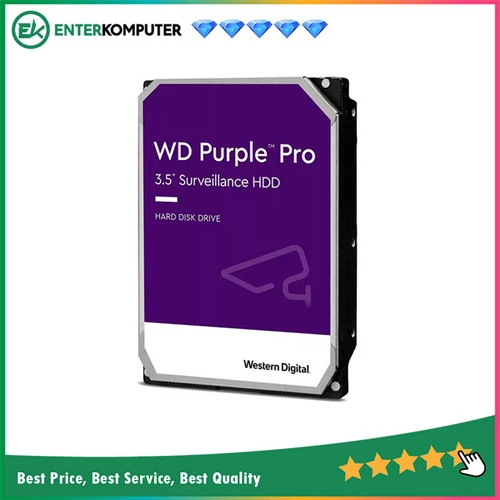 EK ENTERKOMPUTER
WD Purple™ Pro
3.5" Surveillance HDD
HARD DISK DRIVE
Western Digital.
Best Price, Best Service, Best Quality